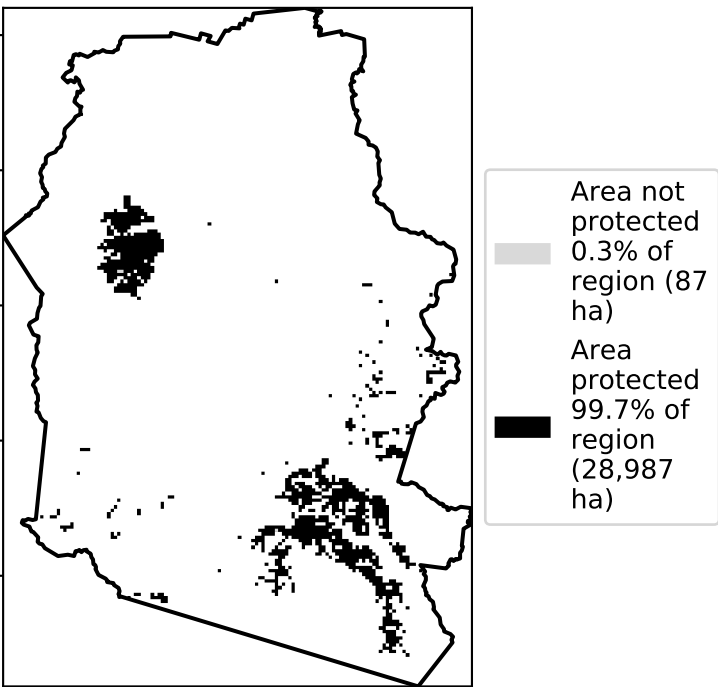 Area not
protected
0.3% of
region (87
ha)
Area
protected
99.7% of
region
(28,987
ha)